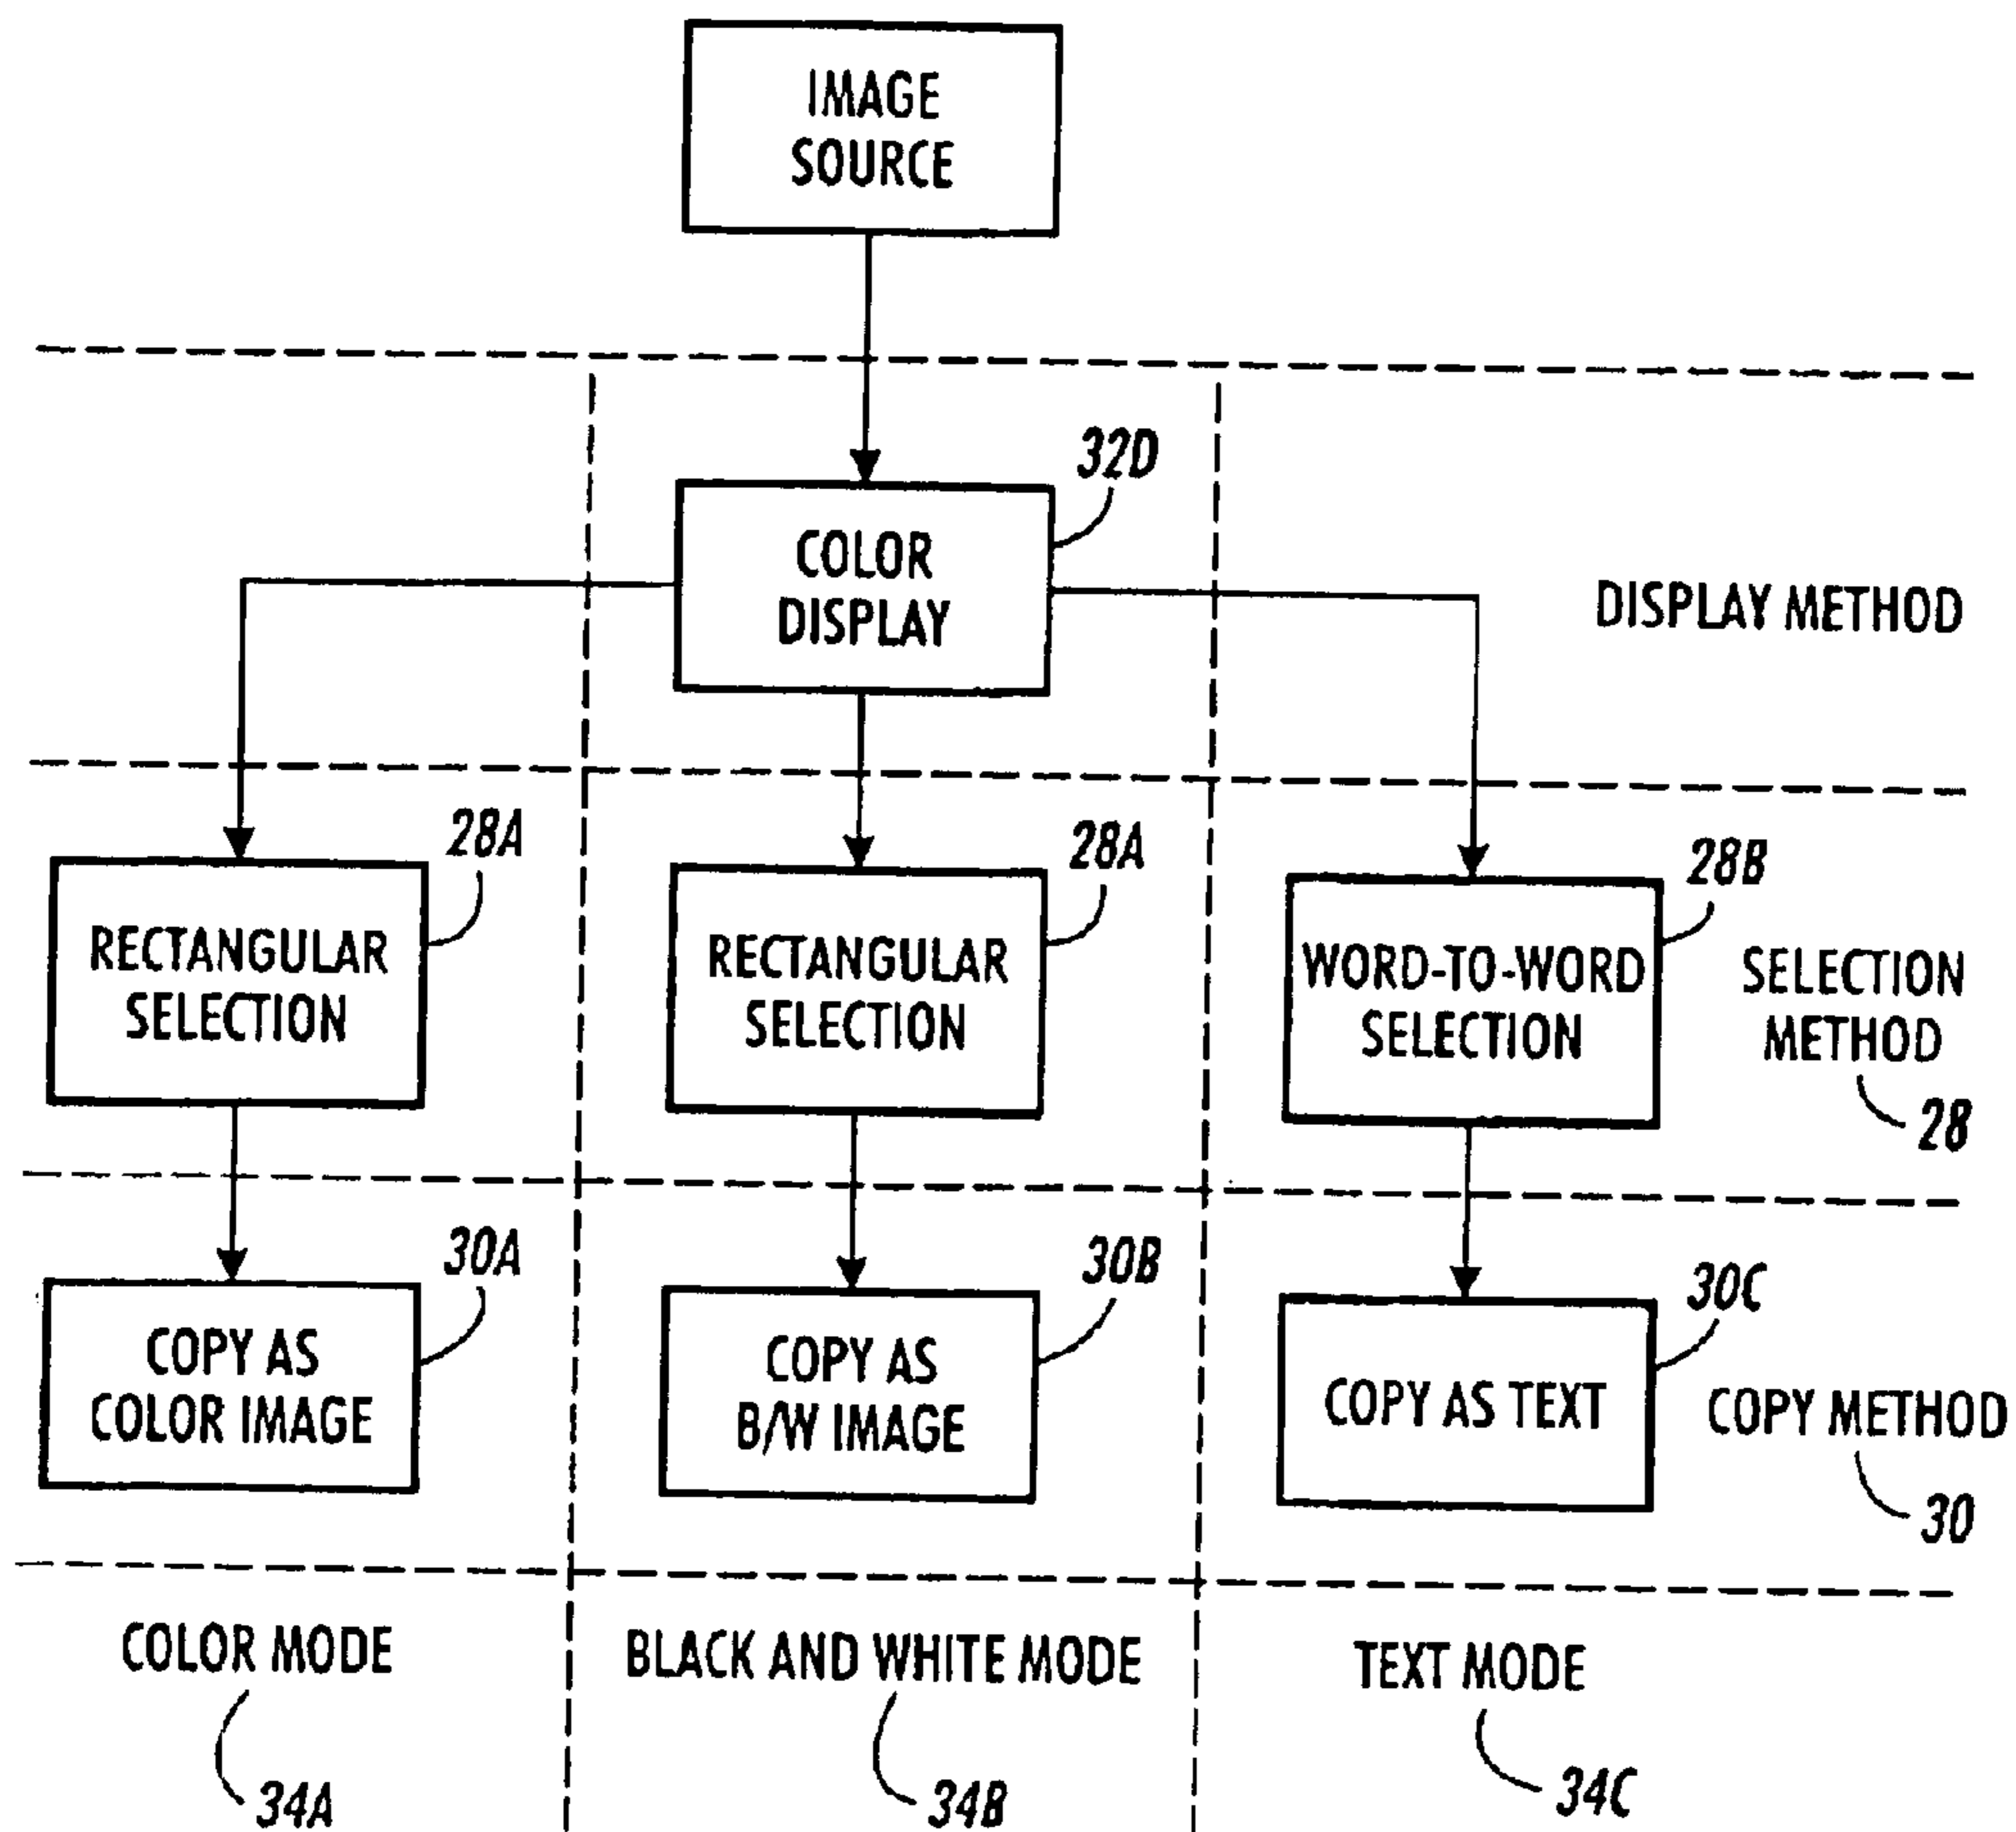 IMAGE
SOURCE
32D
COLOR
DISPLAY
DISPLAY METHOD
28A
RECTANGULAR
SELECTION
28A
RECTANGULAR
SELECTION
28B
WORD-TO-WORD
SELECTION
SELECTION
METHOD
28
30A
COPY AS
COLOR IMAGE
30B
COPY AS
B/W IMAGE
30C
COPY AS TEXT
COPY METHOD
30
COLOR MODE
34A
BLACK AND WHITE MODE
34B
TEXT MODE
34C